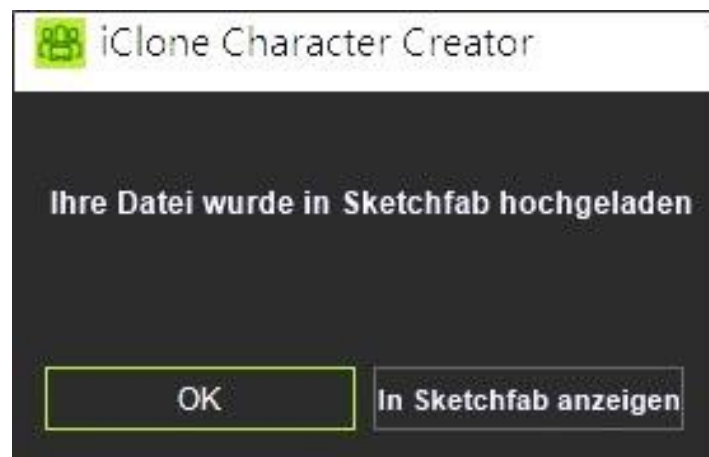 iClone Character Creator
Ihre Datei wurde in Sketchfab hochgeladen
OK
In Sketchfab anzeigen